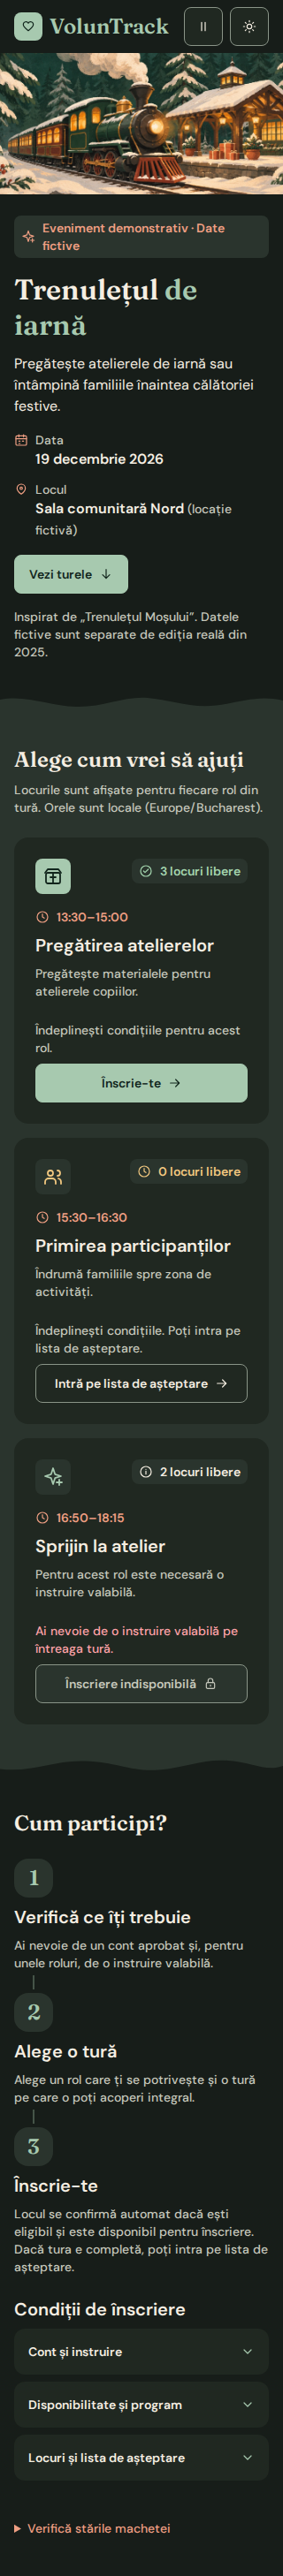 VolunTrack
Eveniment demonstrativ · Date
fictive
Trenulețul de
iarnă
Pregătește atelierele de iarnă sau
întâmpină familiile înaintea călătoriei
festive.
Data
19 decembrie 2026
Locul
Sala comunitară Nord (locație
fictivă)
Vezi turele
Inspirat de „Trenulețul Moșului”. Datele
fictive sunt separate de ediția reală din
2025.
Alege cum vrei să ajuți
Locurile sunt afișate pentru fiecare rol din
tură. Orele sunt locale (Europe/Bucharest).
3 locuri libere
13:30–15:00
Pregătirea atelierelor
Pregătește materialele pentru
atelierele copiilor.
Îndeplinești condițiile pentru acest
rol.
Înscrie-te
0 locuri libere
15:30–16:30
Primirea participanților
Îndrumă familiile spre zona de
activități.
Îndeplinești condițiile. Poți intra pe
lista de așteptare.
Intră pe lista de așteptare
2 locuri libere
16:50–18:15
Sprijin la atelier
Pentru acest rol este necesară o
instruire valabilă.
Ai nevoie de o instruire valabilă pe
întreaga tură.
Înscriere indisponibilă
Cum participi?
1
Verifică ce îți trebuie
Ai nevoie de un cont aprobat și, pentru
unele roluri, de o instruire valabilă.
2
Alege o tură
Alege un rol care ți se potrivește și o tură
pe care o poți acoperi integral.
3
Înscrie-te
Locul se confirmă automat dacă ești
eligibil și este disponibil pentru înscriere.
Dacă tura e completă, poți intra pe lista de
așteptare.
Condiții de înscriere
Cont și instruire
Disponibilitate și program
Locuri și lista de așteptare
Verifică stările machetei